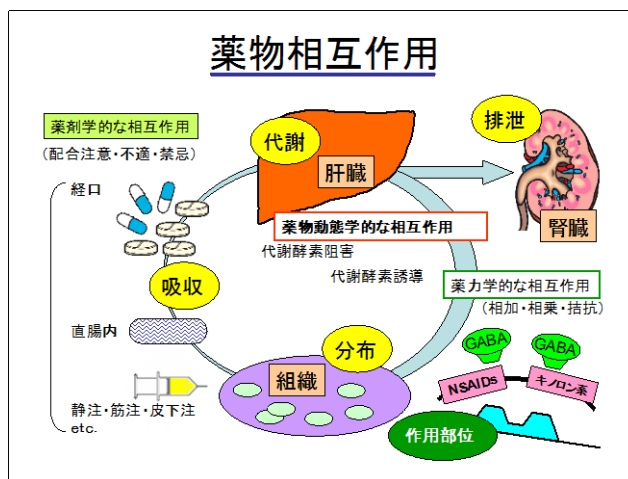 薬物相互作用
薬剤学的な相互作用
(配合注意・不適・禁忌)
代謝
排泄
肝臓
腎臓
経口
薬物動態学的な相互作用
代謝酵素阻害
代謝酵素誘導
吸収
薬力学的な相互作用
(相加・相乗・拮抗)
直腸内
分布
組織
GABA
GABA
NSAIDs
キノロン系
静注・筋注・皮下注
etc.
作用部位